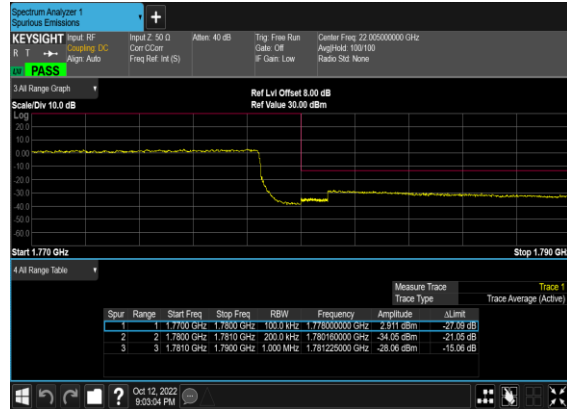 Spectrum Analyzer 1
Spurious Emissions
+
KEYSIGHT Input: RF Input Z: 50 Ω Atten: 40 dB Trig: Free Run Center Freq: 22.005000000 GHz
R T Coupling: DC Corr CCorr Gate: Off Avg|Hold: 100/100
Align: Auto Freq Ref: Int (S) IF Gain: Low Radio Std: None
PASS
3 All Range Graph
Ref Lvl Offset 8.00 dB
Scale/Div 10.0 dB Ref Value 30.00 dBm
Log
20.0
10.0
0.00
-10.0
-20.0
-30.0
-40.0
-50.0
-60.0
Start 1.770 GHz Stop 1.790 GH
4 All Range Table
Measure Trace Trace 1
Trace Type Trace Average (Active)
Spur Range Start Freq Stop Freq RBW Frequency Amplitude ΔLimit
1 1 1.7700 GHz 1.7800 GHz 100.0 kHz 1.778000000 GHz 2.911 dBm -27.09 dB
2 2 1.7800 GHz 1.7810 GHz 200.0 kHz 1.780160000 GHz -34.05 dBm -21.05 dB
3 3 1.7810 GHz 1.7900 GHz 1.000 MHz 1.781225000 GHz -28.06 dBm -15.06 dB
? Oct 12, 2022
9:03:04 PM